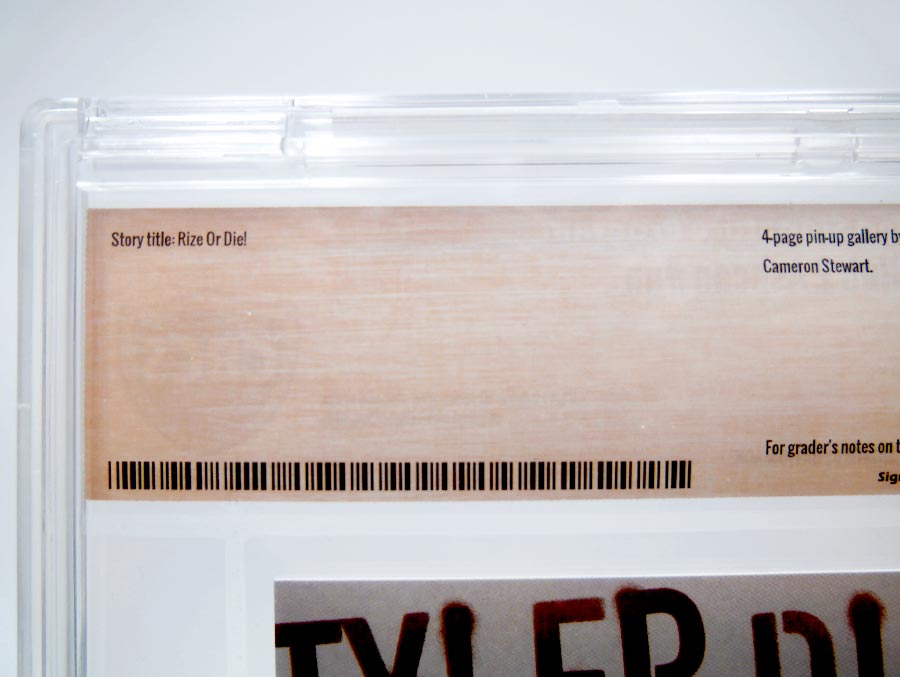 Story title: Rize Or Die!
4-page pin-up gallery by
Cameron Stewart.
For grader's notes on
TYLER